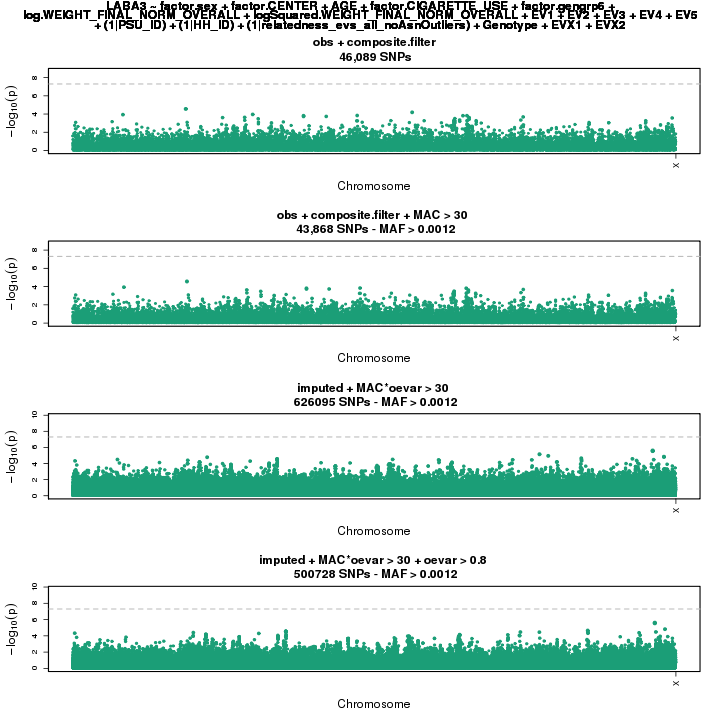 LABA3 ~ factor.sex + factor.CENTER + AGE + factor.CIGARETTE_USE + factor.gengrp6 +
log.WEIGHT_FINAL_NORM_OVERALL + logSquared.WEIGHT_FINAL_NORM_OVERALL + EV1 + EV2 + EV3 + EV4 + EV5
+ (1|PSU_ID) + (1|HH_ID) + (1|relatedness_evs_all_noAsnOutliers) + Genotype + EVX1 + EVX2
obs + composite.filter
46,089 SNPs
−log10(p)
8
6
4
2
0
X
Chromosome
obs + composite.filter + MAC > 30
43,868 SNPs - MAF > 0.0012
−log10(p)
8
6
4
2
0
X
Chromosome
imputed + MAC*oevar > 30
626095 SNPs - MAF > 0.0012
−log10(p)
10
8
6
4
2
0
X
Chromosome
imputed + MAC*oevar > 30 + oevar > 0.8
500728 SNPs - MAF > 0.0012
−log10(p)
10
8
6
4
2
0
X
Chromosome